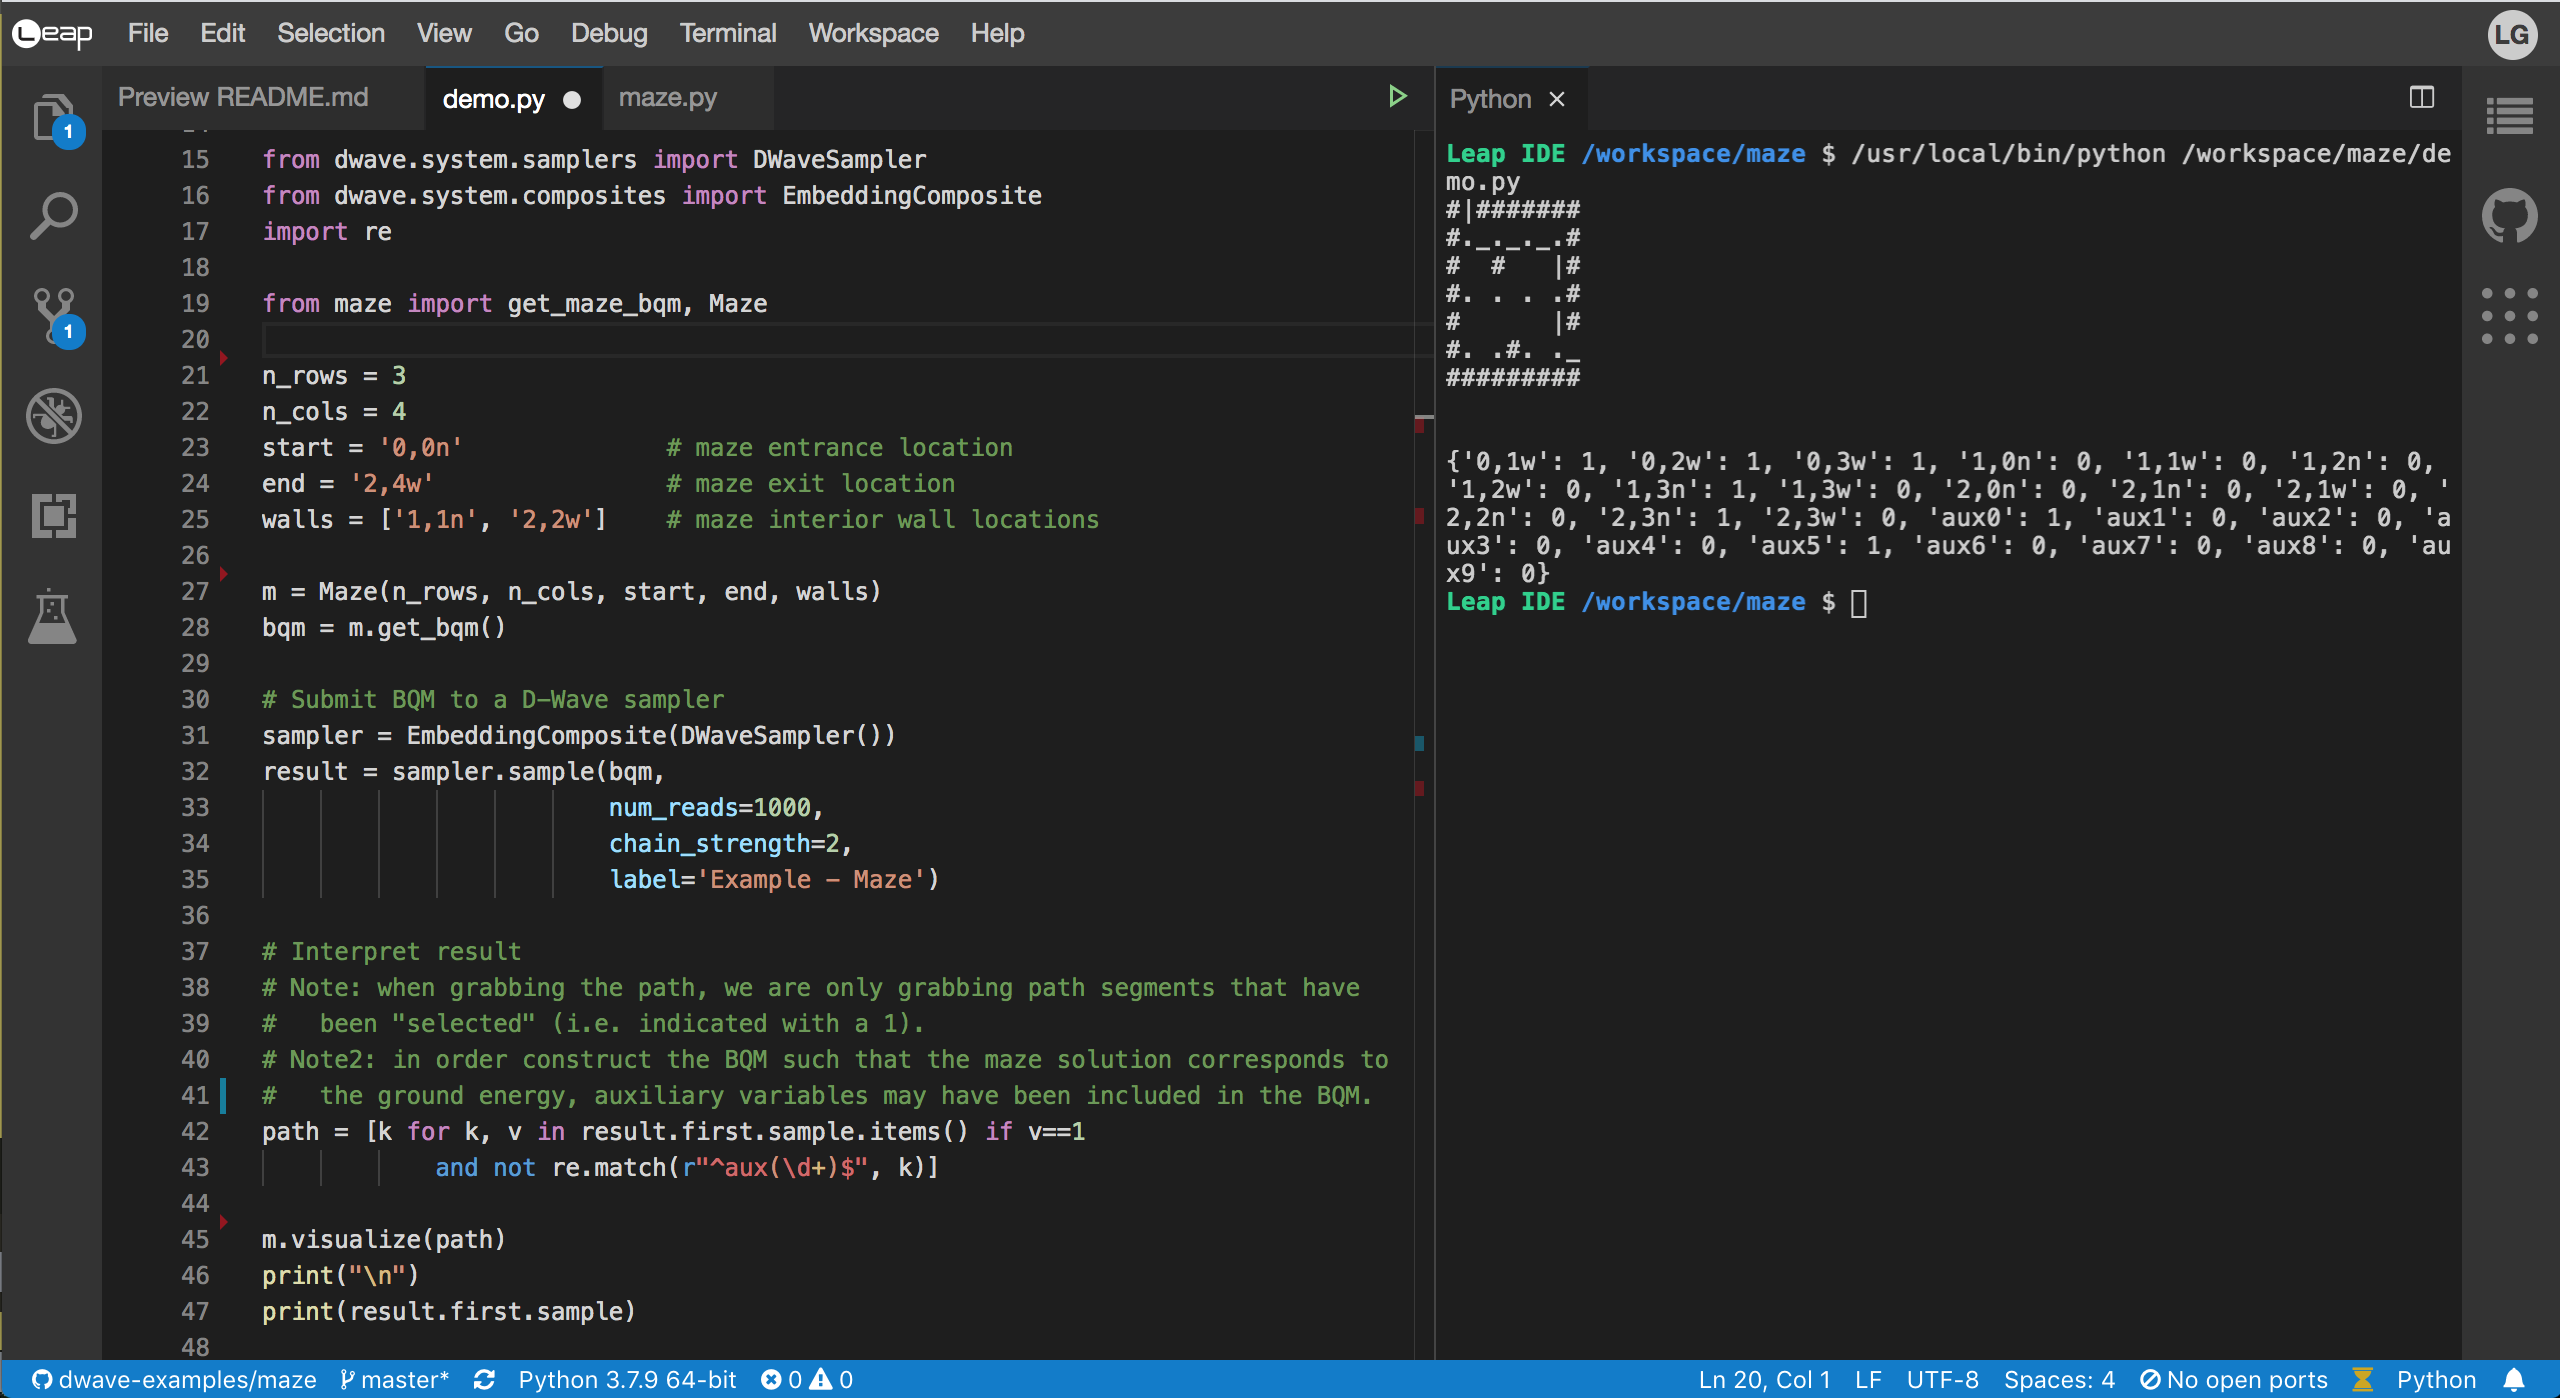 Leap File Edit Selection View Go Debug Terminal Workspace Help LG
Preview README.md demo.py maze.py
1
1
15 from dwave.system.samplers import DWaveSampler
16 from dwave.system.composites import EmbeddingComposite
17 import re
18
19 from maze import get_maze_bqm, Maze
20
21 n_rows = 3
22 n_cols = 4
23 start = '0,0n'              # maze entrance location
24 end = '2,4w'                # maze exit location
25 walls = ['1,1n', '2,2w']    # maze interior wall locations
26
27 m = Maze(n_rows, n_cols, start, end, walls)
28 bqm = m.get_bqm()
29
30 # Submit BQM to a D-Wave sampler
31 sampler = EmbeddingComposite(DWaveSampler())
32 result = sampler.sample(bqm,
33                         num_reads=1000,
34                         chain_strength=2,
35                         label='Example - Maze')
36
37 # Interpret result
38 # Note: when grabbing the path, we are only grabbing path segments that have
39 #   been "selected" (i.e. indicated with a 1).
40 # Note2: in order construct the BQM such that the maze solution corresponds to
41 #   the ground energy, auxiliary variables may have been included in the BQM.
42 path = [k for k, v in result.first.sample.items() if v==1
43             and not re.match(r"^aux(\d+)$", k)]
44
45 m.visualize(path)
46 print("\n")
47 print(result.first.sample)
48
Python
Leap IDE /workspace/maze $ /usr/local/bin/python /workspace/maze/de
mo.py
#|#######
#._._._.#
#  #   |#
#. . . .#
#      |#
#. .#. ._
#########
{'0,1w': 1, '0,2w': 1, '0,3w': 1, '1,0n': 0, '1,1w': 0, '1,2n': 0,
'1,2w': 0, '1,3n': 1, '1,3w': 0, '2,0n': 0, '2,1n': 0, '2,1w': 0, '
2,2n': 0, '2,3n': 1, '2,3w': 0, 'aux0': 1, 'aux1': 0, 'aux2': 0, 'a
ux3': 0, 'aux4': 0, 'aux5': 1, 'aux6': 0, 'aux7': 0, 'aux8': 0, 'au
x9': 0}
Leap IDE /workspace/maze $
dwave-examples/maze master* Python 3.7.9 64-bit 0 0 Ln 20, Col 1 LF UTF-8 Spaces: 4 No open ports Python